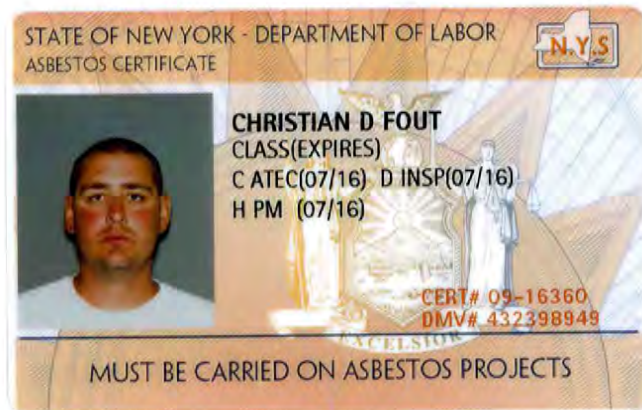 STATE OF NEW YORK - DEPARTMENT OF LABOR
N.Y.S
ASBESTOS CERTIFICATE
CHRISTIAN D FOUT
CLASS(EXPIRES)
C ATEC(07/16) D INSP(07/16)
H PM (07/16)
CERT# 09-16360
DMV# 432398949
EXCELSIOR
MUST BE CARRIED ON ASBESTOS PROJECTS